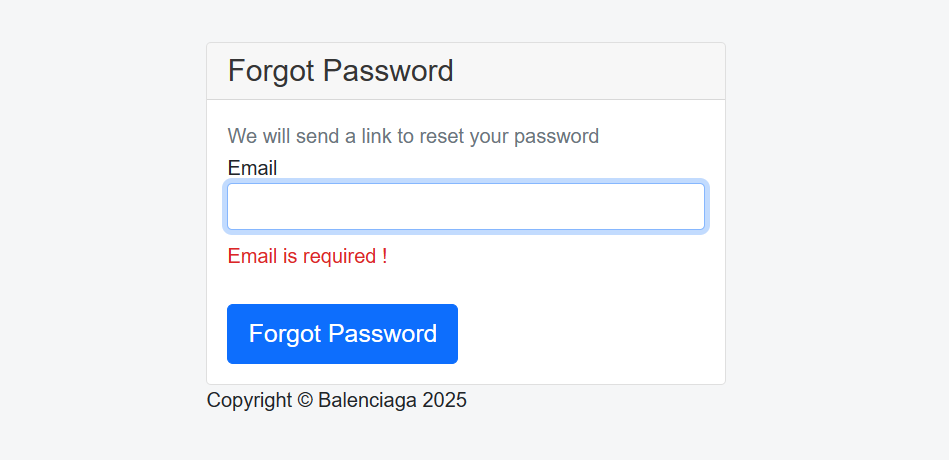 Forgot Password
We will send a link to reset your password
Email
Email is required !
Forgot Password
Copyright © Balenciaga 2025